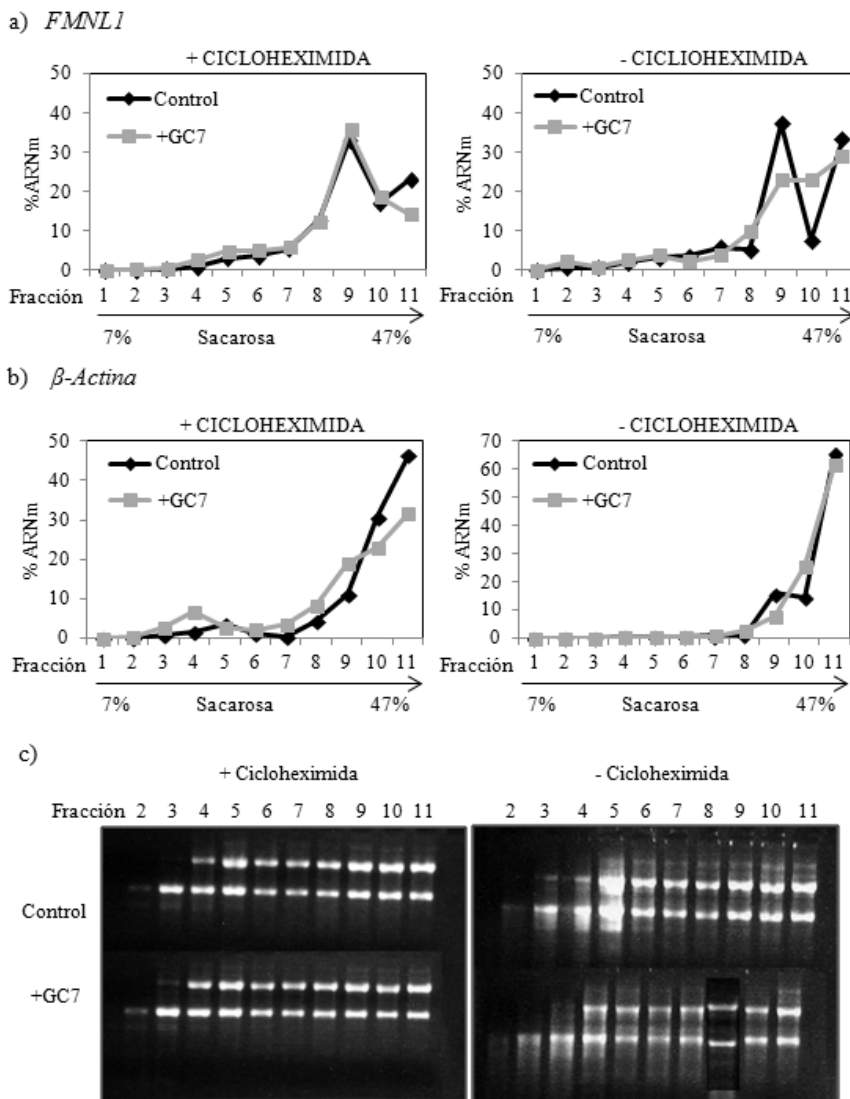 a) FMNL1
+ CICLOHEXIMIDA
- CICLIOHEXIMIDA
50
40
30
20
10
0
%ARNm
Control
+GC7
50
40
30
20
10
0
%ARNm
Control
+GC7
Fracción 1 2 3 4 5 6 7 8 9 10 11
1 2 3 4 5 6 7 8 9 10 11
Fracción
7% Sacarosa 47%
7% Sacarosa 47%
b) β-Actina
+ CICLOHEXIMIDA
- CICLOHEXIMIDA
50
40
30
20
10
0
% ARNm
Control
+GC7
70
60
50
40
30
20
10
0
% ARNm
Control
+GC7
Fracción 1 2 3 4 5 6 7 8 9 10 11
Fracción 1 2 3 4 5 6 7 8 9 10 11
7% Sacarosa 47%
7% Sacarosa 47%
c)
+ Cicloheximida
- Cicloheximida
Fracción 2 3 4 5 6 7 8 9 10 11
2 3 4 5 6 7 8 9 10 11
Control
+GC7